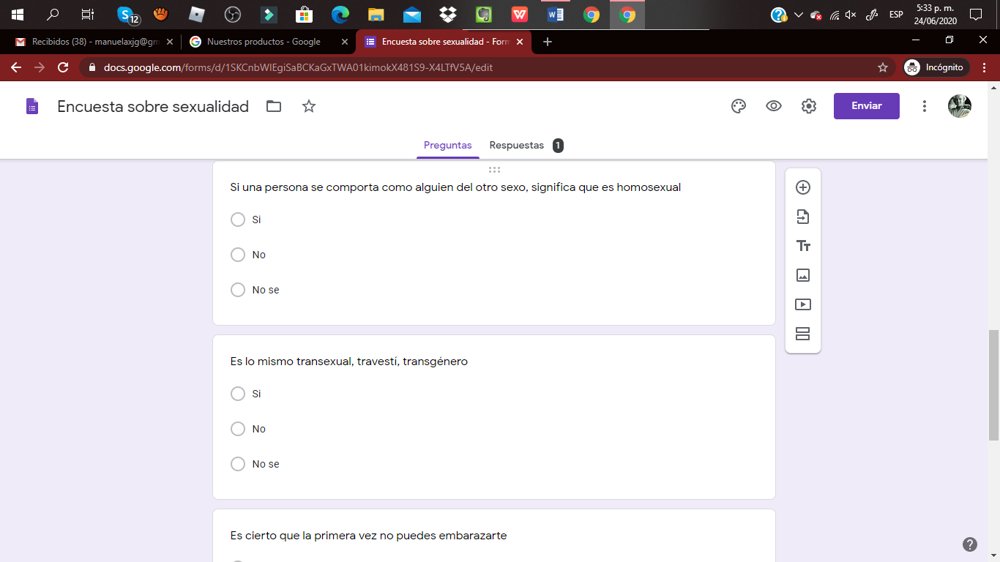 12
ESP
5:33 p. m.
24/06/2020
Recibidos (38) - manuelaxjg@gm
Nuestros productos - Google
Encuesta sobre sexualidad - Form
docs.google.com/forms/d/1SKCnbWIEgiSaBCKaGxTWA01kimokX481S9-X4LTfV5A/edit
Incógnito
Encuesta sobre sexualidad
Enviar
Preguntas
Respuestas 1
Si una persona se comporta como alguien del otro sexo, significa que es homosexual
Si
No
No se
Es lo mismo transexual, travestí, transgénero
Si
No
No se
Es cierto que la primera vez no puedes embarazarte